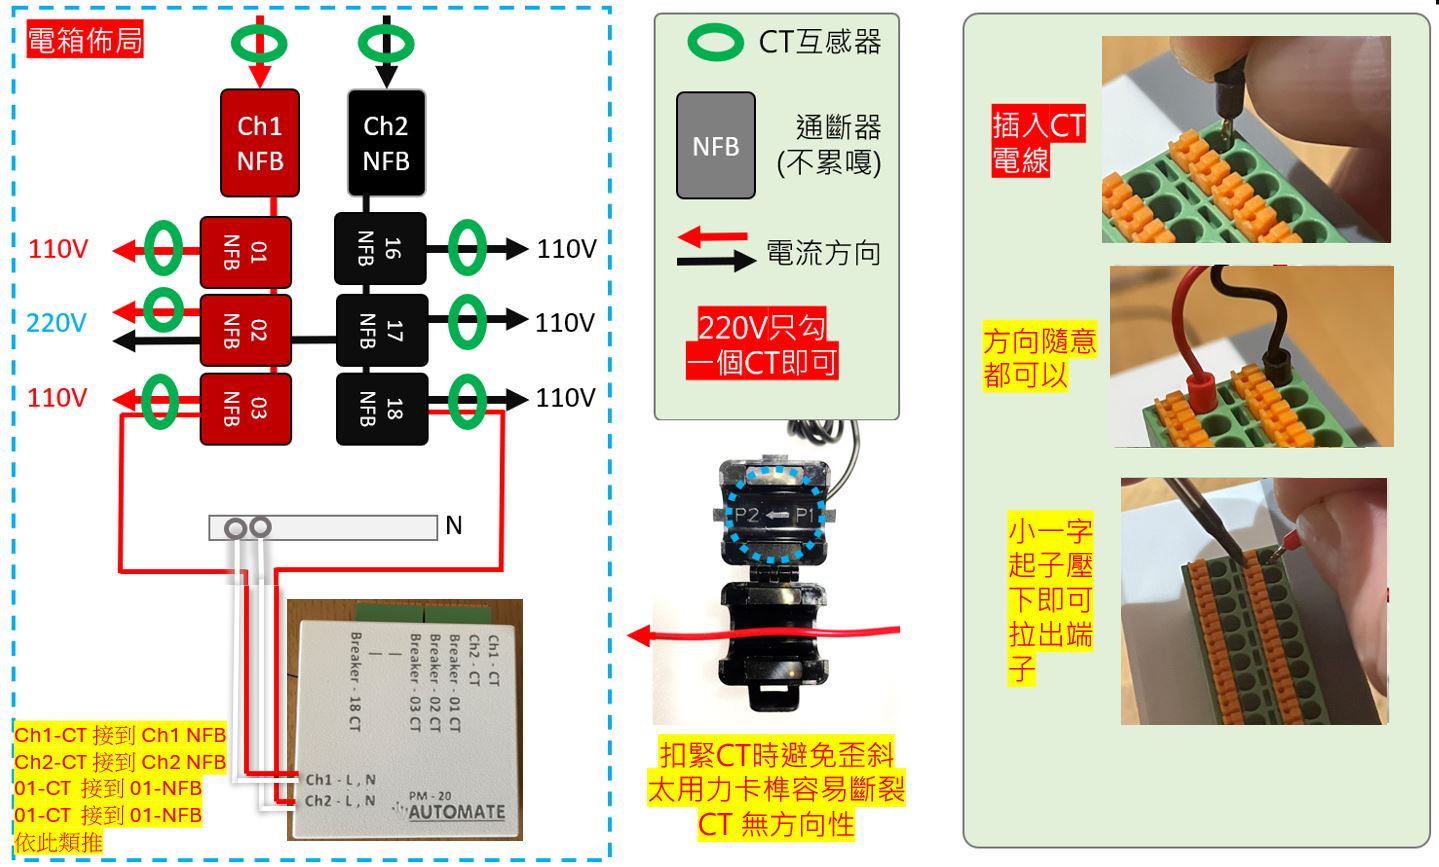 電箱佈局
Ch1
NFB
Ch2
NFB
110V
01
NFB
16
NFB
110V
220V
02
NFB
17
NFB
110V
110V
03
NFB
18
NFB
110V
N
Ch1 - CT
Ch2 - CT
Breaker - 01 CT
Breaker - 02 CT
Breaker - 03 CT
|
|
Breaker - 18 CT
Ch1 - L , N
Ch2 - L , N
PM - 20
AUTOMATE
Ch1-CT 接到 Ch1 NFB
Ch2-CT 接到 Ch2 NFB
01-CT 接到 01-NFB
01-CT 接到 01-NFB
依此類推
CT互感器
NFB
通斷器
(不累嘎)
電流方向
220V只勾
一個CT即可
P2 ← P1
扣緊CT時避免歪斜
太用力卡榫容易斷裂
CT 無方向性
插入CT
電線
方向隨意
都可以
小一字
起子壓
下即可
拉出端
子